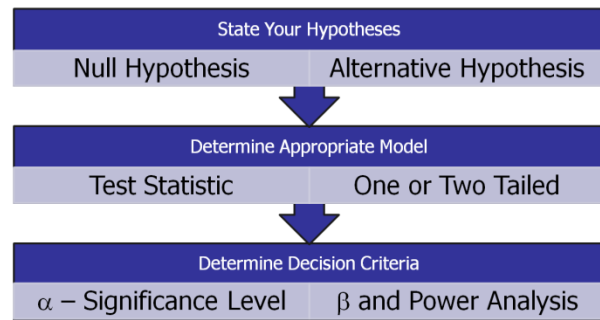 State Your Hypotheses
Null Hypothesis Alternative Hypothesis
Determine Appropriate Model
Test Statistic One or Two Tailed
Determine Decision Criteria
α – Significance Level β and Power Analysis